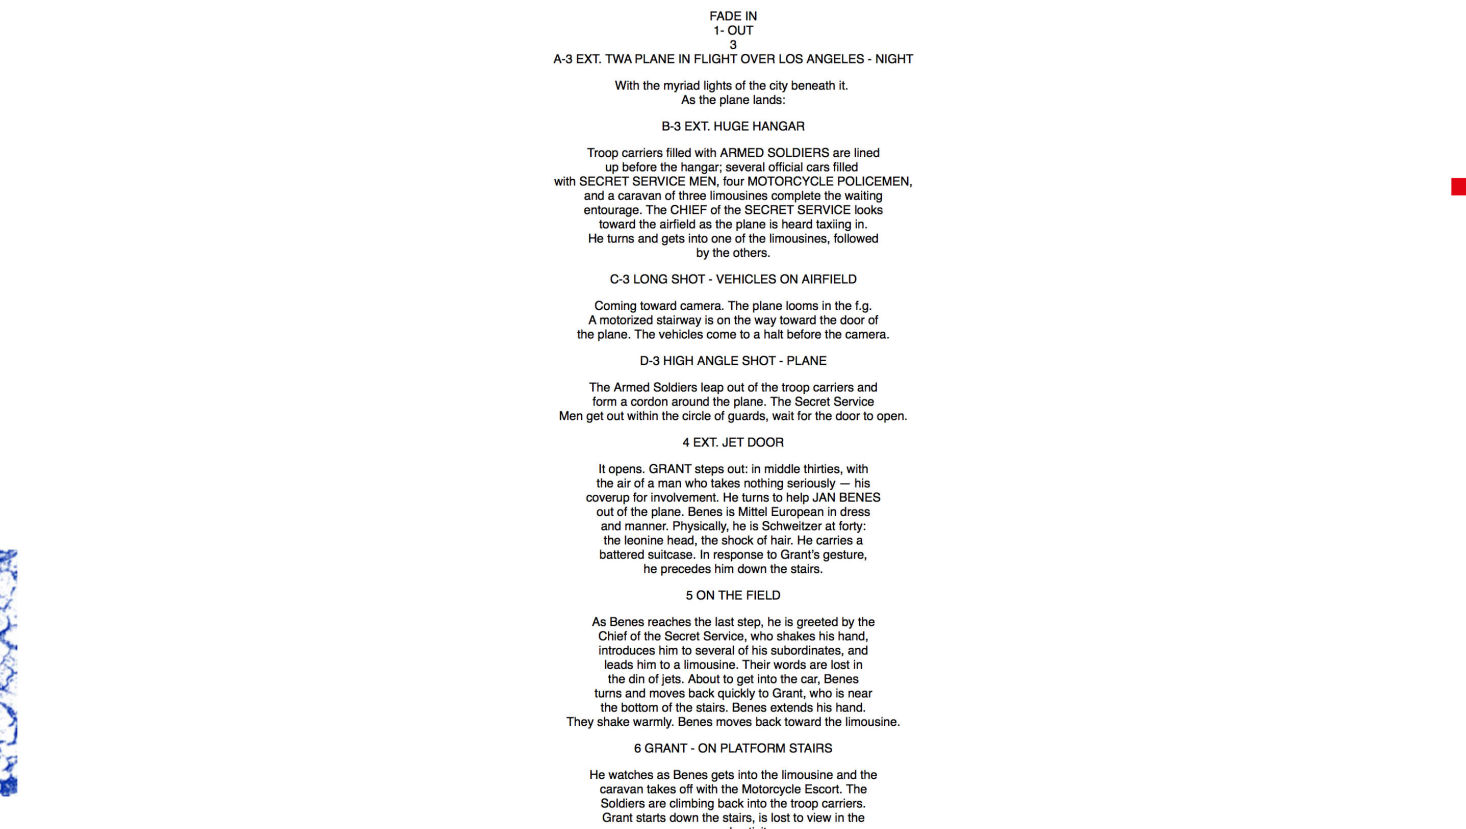 FADE IN
1- OUT
3
A-3 EXT. TWA PLANE IN FLIGHT OVER LOS ANGELES - NIGHT
With the myriad lights of the city beneath it.
As the plane lands:
B-3 EXT. HUGE HANGAR
Troop carriers filled with ARMED SOLDIERS are lined
up before the hangar; several official cars filled
with SECRET SERVICE MEN, four MOTORCYCLE POLICEMEN,
and a caravan of three limousines complete the waiting
entourage. The CHIEF of the SECRET SERVICE looks
toward the airfield as the plane is heard taxiing in.
He turns and gets into one of the limousines, followed
by the others.
C-3 LONG SHOT - VEHICLES ON AIRFIELD
Coming toward camera. The plane looms in the f.g.
A motorized stairway is on the way toward the door of
the plane. The vehicles come to a halt before the camera.
D-3 HIGH ANGLE SHOT - PLANE
The Armed Soldiers leap out of the troop carriers and
form a cordon around the plane. The Secret Service
Men get out within the circle of guards, wait for the door to open.
4 EXT. JET DOOR
It opens. GRANT steps out: in middle thirties, with
the air of a man who takes nothing seriously — his
coverup for involvement. He turns to help JAN BENES
out of the plane. Benes is Mittel European in dress
and manner. Physically, he is Schweitzer at forty:
the leonine head, the shock of hair. He carries a
battered suitcase. In response to Grant's gesture,
he precedes him down the stairs.
5 ON THE FIELD
As Benes reaches the last step, he is greeted by the
Chief of the Secret Service, who shakes his hand,
introduces him to several of his subordinates, and
leads him to a limousine. Their words are lost in
the din of jets. About to get into the car, Benes
turns and moves back quickly to Grant, who is near
the bottom of the stairs. Benes extends his hand.
They shake warmly. Benes moves back toward the limousine.
6 GRANT - ON PLATFORM STAIRS
He watches as Benes gets into the limousine and the
caravan takes off with the Motorcycle Escort. The
Soldiers are climbing back into the troop carriers.
Grant starts down the stairs, is lost to view in the